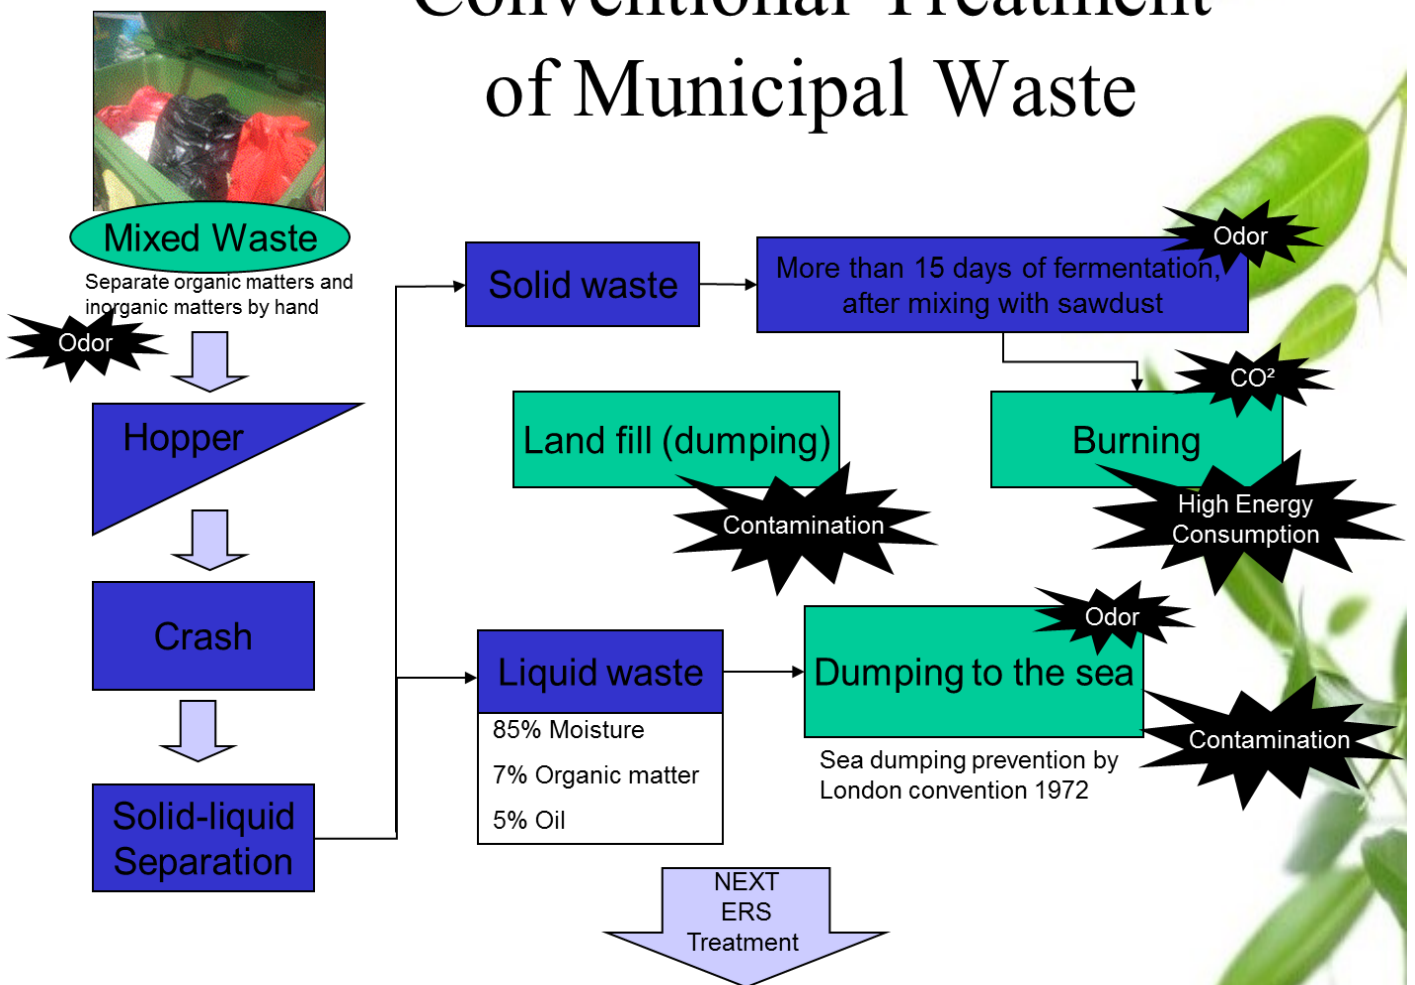 Conventional Treatment
of Municipal Waste
Mixed Waste
Separate organic matters and
inorganic matters by hand
Odor
Hopper
Crash
Solid-liquid
Separation
Solid waste
More than 15 days of fermentation,
after mixing with sawdust
Odor
Land fill (dumping)
Contamination
Burning
CO²
High Energy
Consumption
Liquid waste
85% Moisture
7% Organic matter
5% Oil
Dumping to the sea
Odor
Contamination
Sea dumping prevention by
London convention 1972
NEXT
ERS
Treatment